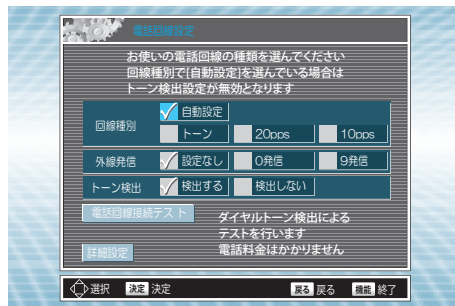 電話回線設定
お使いの電話回線の種類を選んでください
回線種別で[自動設定]を選んでいる場合は
トーン検出設定が無効となります
回線種別 自動設定
トーン 20pps 10pps
外線発信 設定なし 0発信 9発信
トーン検出 検出する 検出しない
電話回線接続テスト
ダイヤルトーン検出による
テストを行います
電話料金はかかりません
詳細設定
選択 決定 決定 戻る 戻る 機能 終了